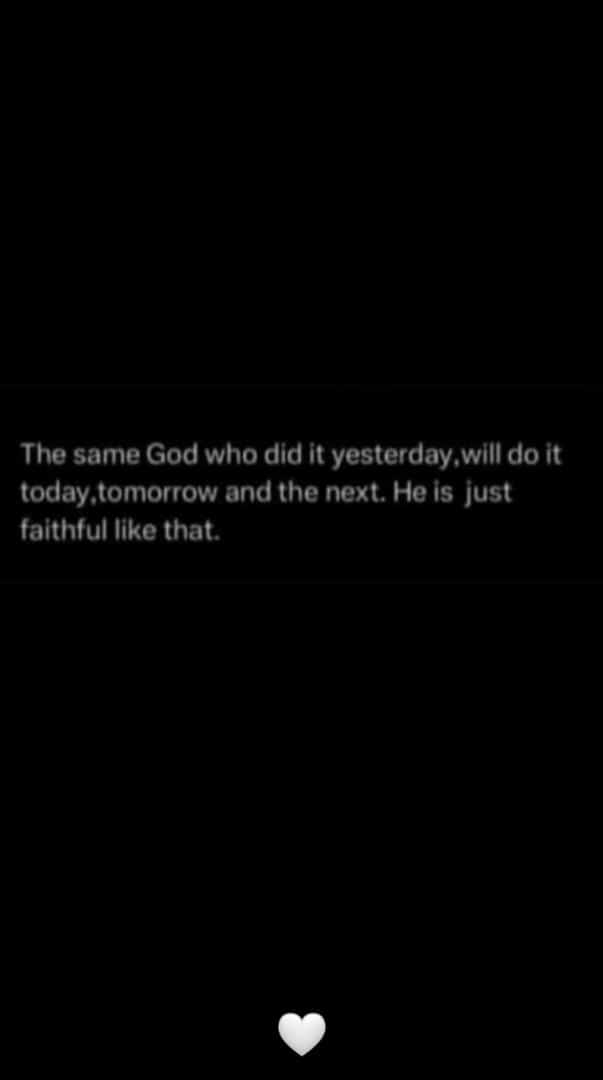 The same God who did it yesterday,will do it
today,tomorrow and the next. He is  just
faithful like that.
🤍